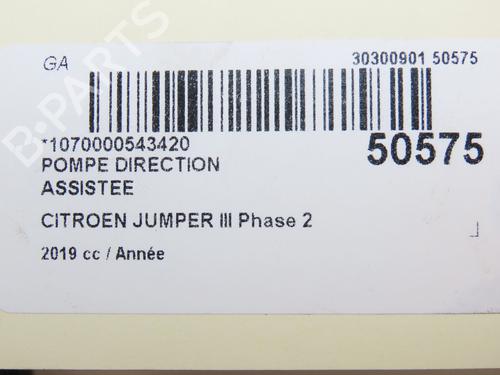 GA 30300901 50575
*1070000543420 50575
POMPE DIRECTION
ASSISTEE
CITROEN JUMPER III Phase 2
2019 cc / Année
B-PARTS